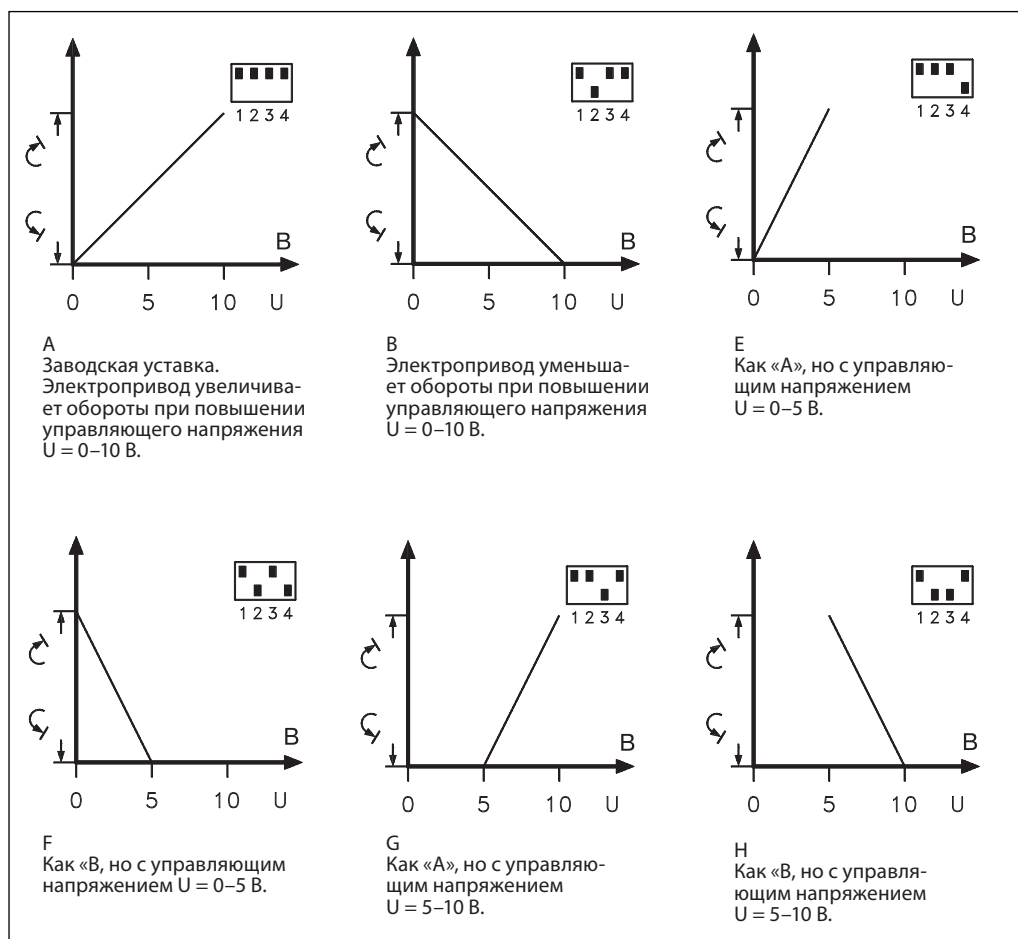 1 2 3 4
В
0 5 10 U
A
Заводская уставка.
Электропривод увеличива-
ет обороты при повышении
управляющего напряжения
U = 0–10 В.
1 2 3 4
В
0 5 10 U
B
Электропривод уменьша-
ет обороты при повышении
управляющего напряжения
U = 0–10 В.
1 2 3 4
В
0 5 10 U
E
Как «А», но с управляю-
щим напряжением
U = 0–5 В.
1 2 3 4
В
0 5 10 U
F
Как «В, но с управляющим
напряжением U = 0–5 В.
1 2 3 4
В
0 5 10 U
G
Как «А», но с управляю-
щим напряжением
U = 5–10 В.
1 2 3 4
В
0 5 10 U
H
Как «В, но с управля-
ющим напряжением
U = 5–10 В.